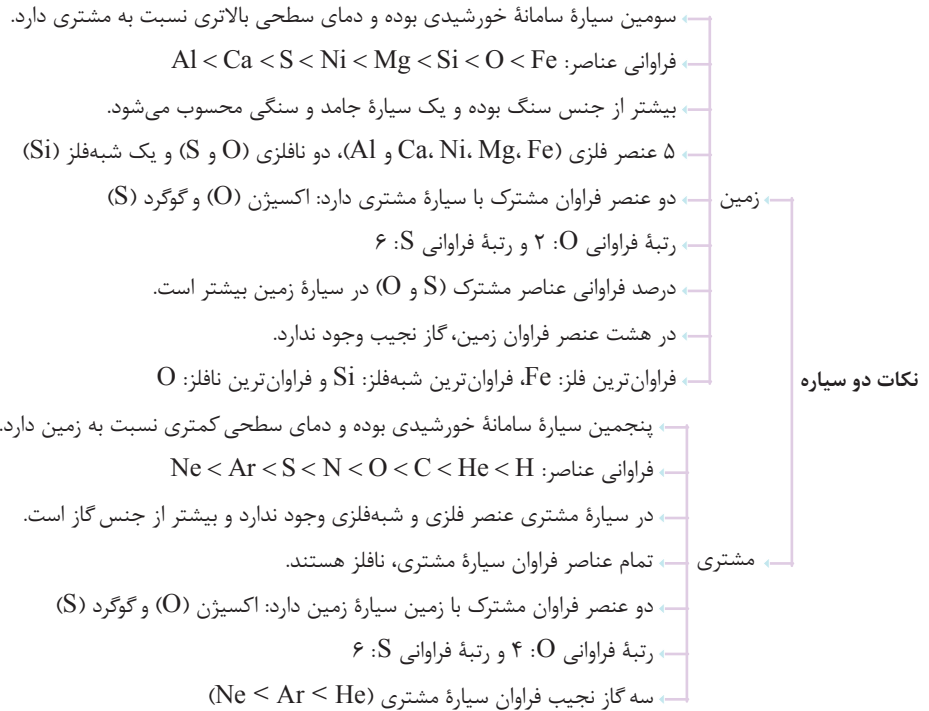 نکات دو سیاره
زمین
سومین سیارهٔ سامانهٔ خورشیدی بوده و دمای سطحی بالاتری نسبت به مشتری دارد.
فراوانی عناصر: Al < Ca < S < Ni < Mg < Si < O < Fe
بیشتر از جنس سنگ بوده و یک سیارهٔ جامد و سنگی محسوب می‌شود.
۵ عنصر فلزی (Ca، Ni، Mg، Fe و Al)، دو نافلزی (O و S) و یک شبه‌فلز (Si)
دو عنصر فراوان مشترک با سیارهٔ مشتری دارد: اکسیژن (O) و گوگرد (S)
رتبهٔ فراوانی O: ۲ و رتبهٔ فراوانی S: ۶
درصد فراوانی عناصر مشترک (S و O) در سیارهٔ زمین بیشتر است.
در هشت عنصر فراوان زمین، گاز نجیب وجود ندارد.
فراوان‌ترین فلز: Fe، فراوان‌ترین شبه‌فلز: Si و فراوان‌ترین نافلز: O
مشتری
پنجمین سیارهٔ سامانهٔ خورشیدی بوده و دمای سطحی کمتری نسبت به زمین دارد.
فراوانی عناصر: Ne < Ar < S < N < O < C < He < H
در سیارهٔ مشتری عنصر فلزی و شبه‌فلزی وجود ندارد و بیشتر از جنس گاز است.
تمام عناصر فراوان سیارهٔ مشتری، نافلز هستند.
دو عنصر فراوان مشترک با زمین سیارهٔ زمین دارد: اکسیژن (O) و گوگرد (S)
رتبهٔ فراوانی O: ۴ و رتبهٔ فراوانی S: ۶
سه گاز نجیب فراوان سیارهٔ مشتری (Ne < Ar < He)